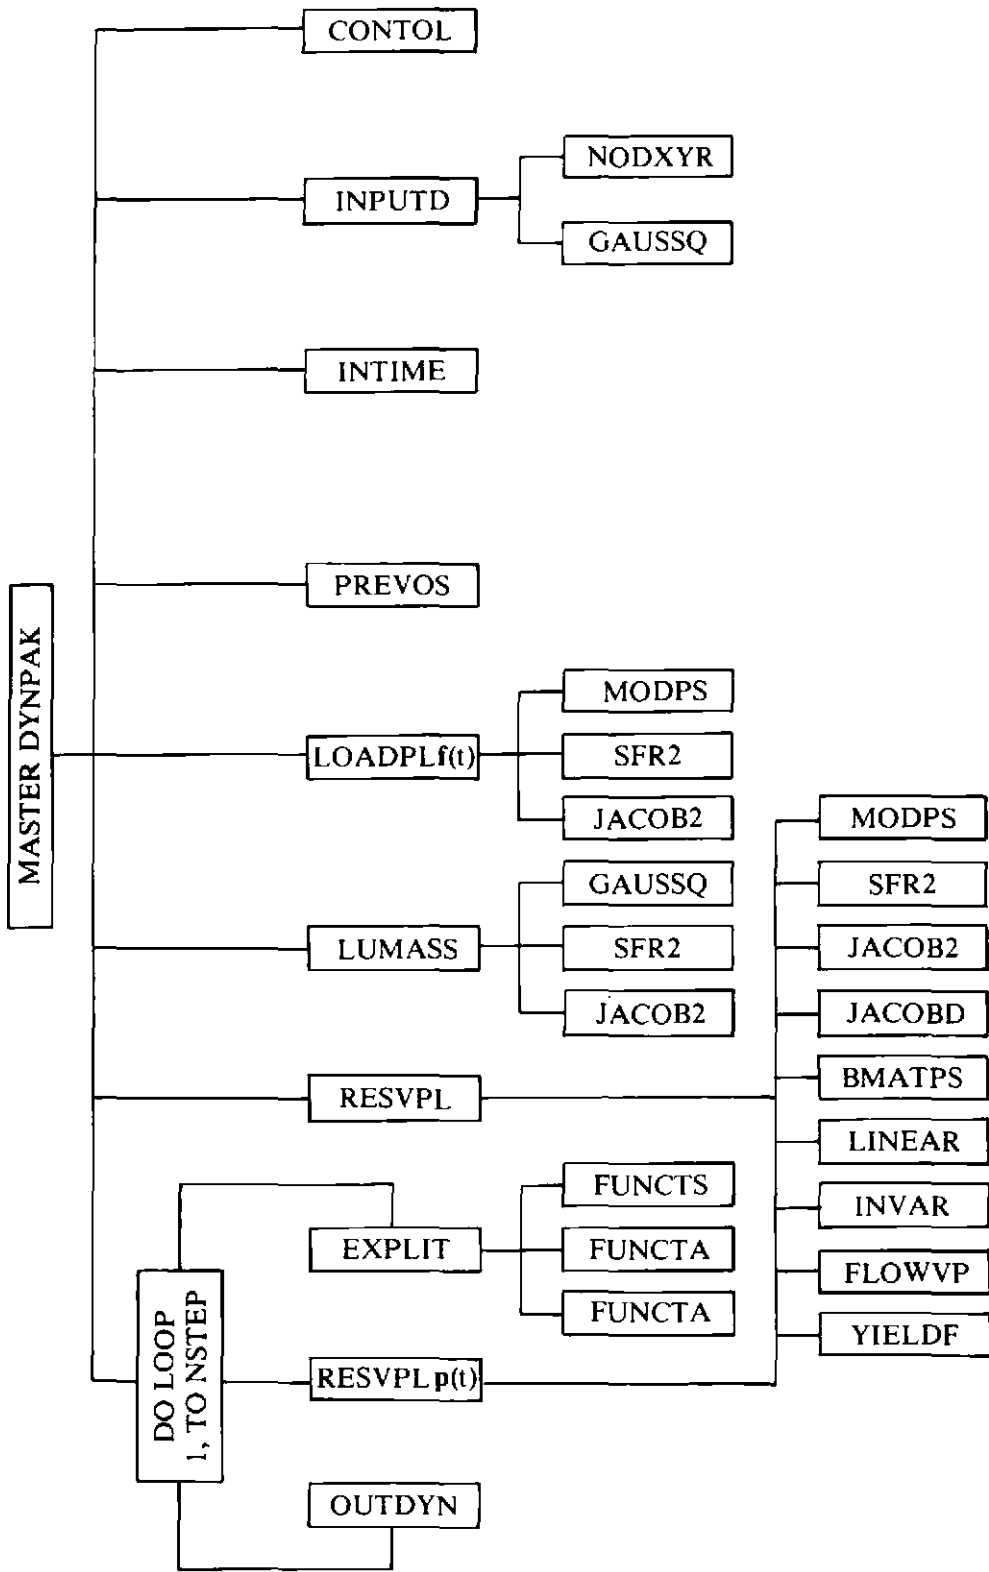 MASTER DYNPAK
CONTOL
INPUTD
NODXYR
GAUSSQ
INTIME
PREVOS
LOADPLf(t)
MODPS
SFR2
JACOB2
LUMASS
GAUSSQ
SFR2
JACOB2
RESVPL
DO LOOP
1, TO NSTEP
EXPLIT
FUNCTS
FUNCTA
FUNCTA
RESVPL p(t)
OUTDYN
MODPS
SFR2
JACOB2
JACOBD
BMATPS
LINEAR
INVAR
FLOWVP
YIELDF